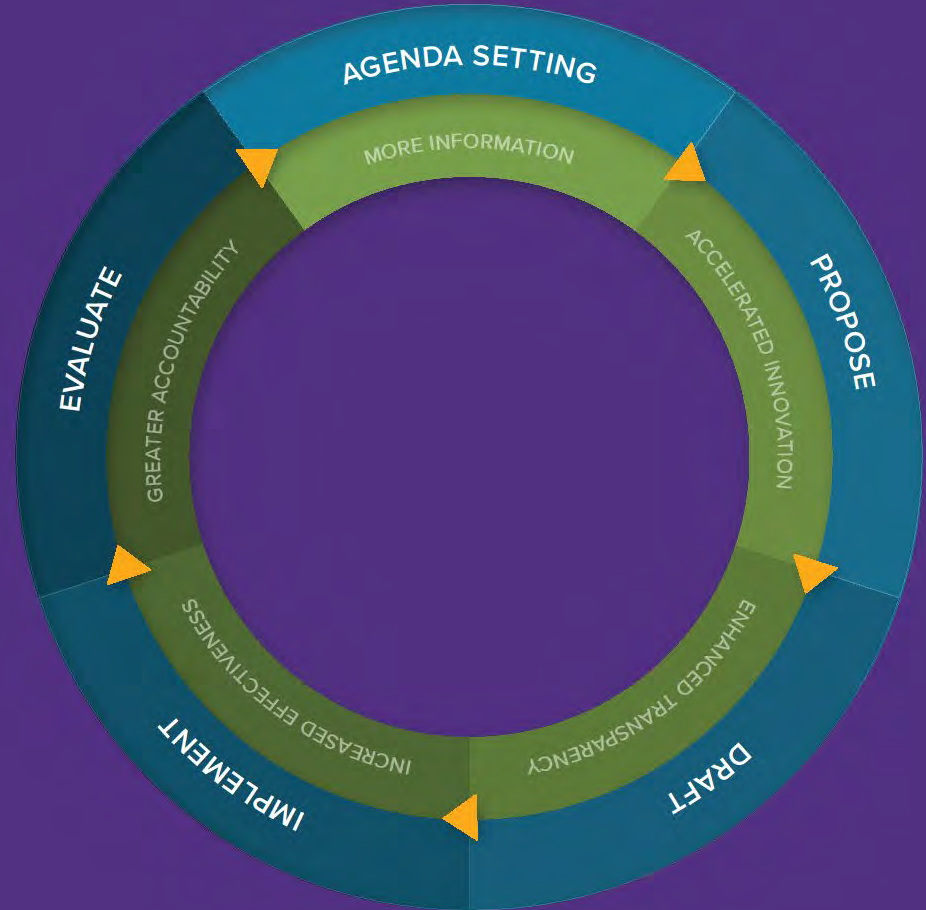 AGENDA SETTING
MORE INFORMATION
PROPOSE
ACCELERATED INNOVATION
DRAFT
ENHANCED TRANSPARENCY
IMPLEMENT
INCREASED EFFECTIVENESS
EVALUATE
GREATER ACCOUNTABILITY